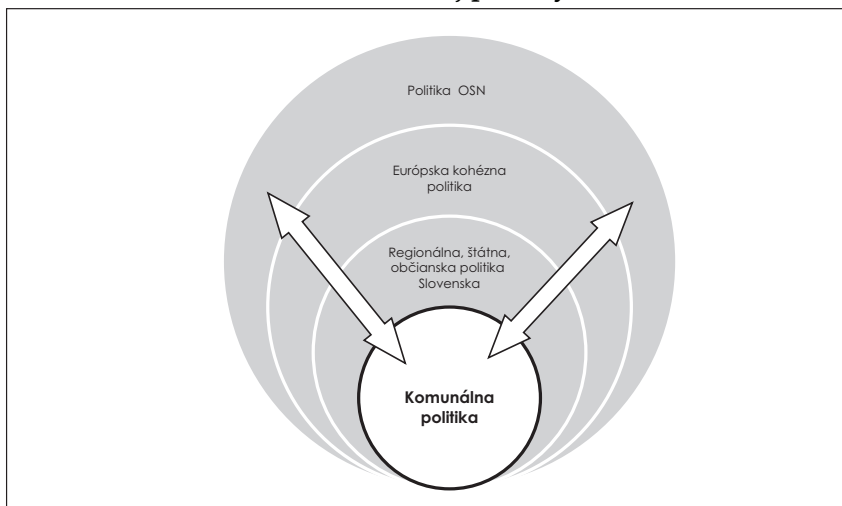 Politika OSN
Európska kohézna
politika
Regionálna, štátna,
občianska politika
Slovenska
Komunálna
politika